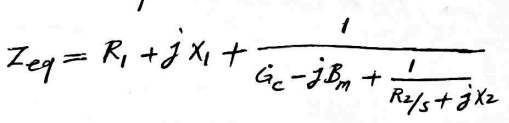 Zeq = R1 + jX1 + 1 / (Gc - jBm + 1 / (R2/s + jX2))